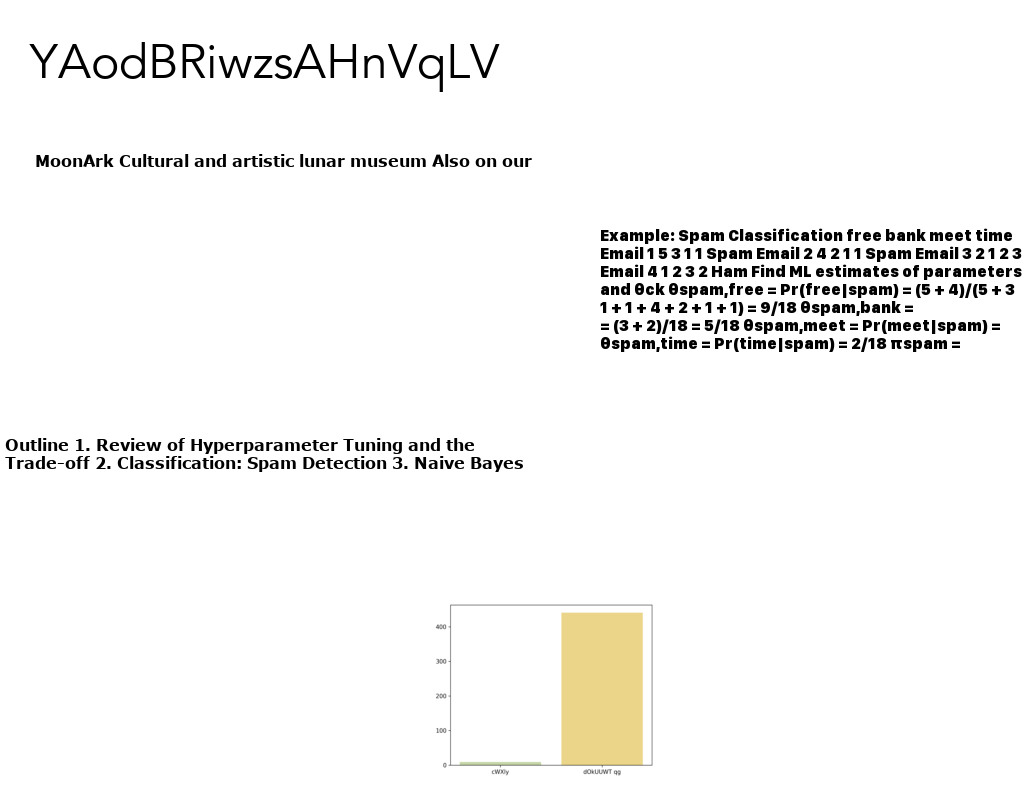 YAodBRiwzsAHnVqLV
MoonArk Cultural and artistic lunar museum Also on our
Example: Spam Classification free bank meet time
Email 1 5 3 1 1 Spam Email 2 4 2 1 1 Spam Email 3 2 1 2 3
Email 4 1 2 3 2 Ham Find ML estimates of parameters
and θck θspam,free = Pr(free|spam) = (5 + 4)/(5 + 3
1 + 1 + 4 + 2 + 1 + 1) = 9/18 θspam,bank =
= (3 + 2)/18 = 5/18 θspam,meet = Pr(meet|spam) =
θspam,time = Pr(time|spam) = 2/18 πspam =
Outline 1. Review of Hyperparameter Tuning and the
Trade-off 2. Classification: Spam Detection 3. Naive Bayes
400
300
200
100
0
cWXly dOkUUWT qg